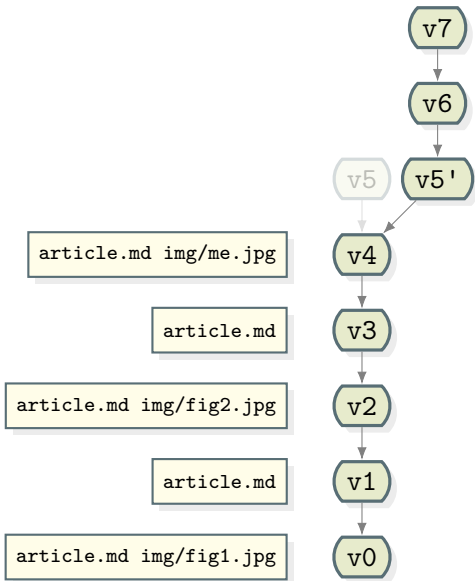 v7
v6
v5 v5'
article.md img/me.jpg v4
article.md v3
article.md img/fig2.jpg v2
article.md v1
article.md img/fig1.jpg v0